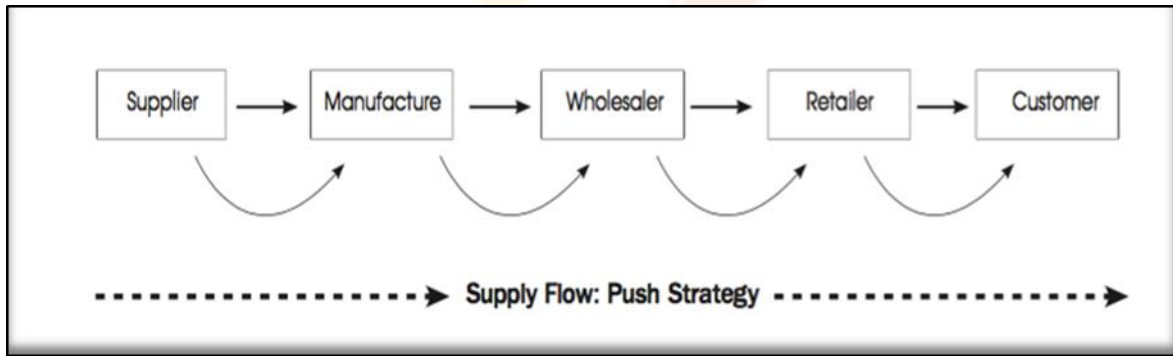 Supplier Manufacture Wholesaler Retailer Customer
Supply Flow: Push Strategy